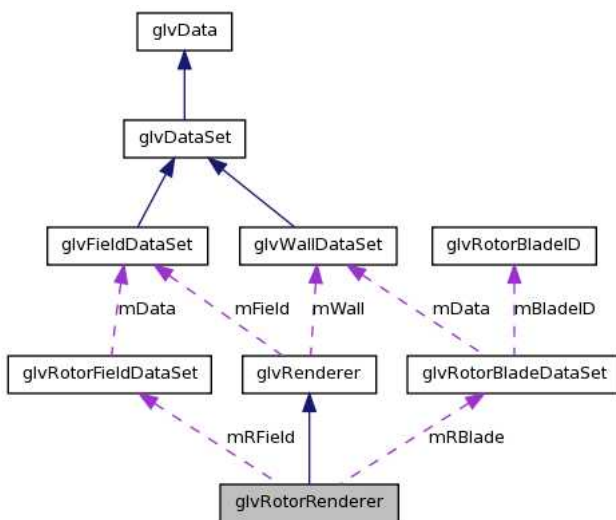 glvData
glvDataSet
glvFieldDataSet
glvWallDataSet
glvRotorBladeID
mData
mField
mWall
mData
mBladeID
glvRotorFieldDataSet
glvRenderer
glvRotorBladeDataSet
mRField
mRBlade
glvRotorRenderer